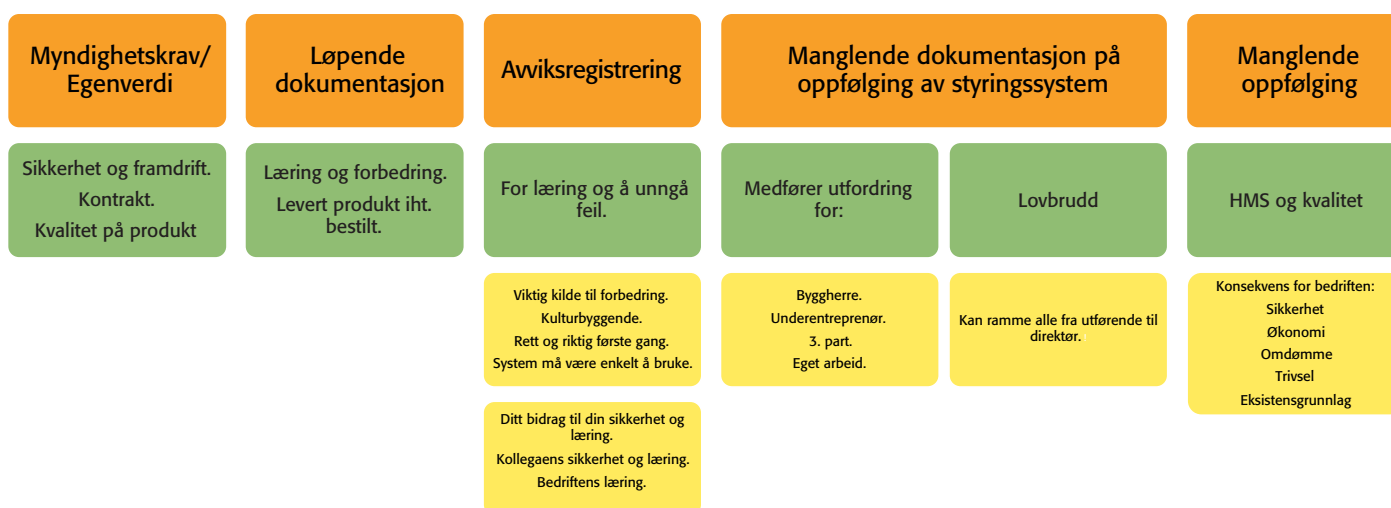 Myndighetskrav/
Egenverdi
Løpende
dokumentasjon
Avviksregistrering
Manglende dokumentasjon på
oppfølging av styringssystem
Manglende
oppfølging
Sikkerhet og framdrift.
Kontrakt.
Kvalitet på produkt
Læring og forbedring.
Levert produkt iht.
bestilt.
For læring og å unngå
feil.
Medfører utfordring
for:
Lovbrudd
HMS og kvalitet
Viktig kilde til forbedring.
Kulturbyggende.
Rett og riktig første gang.
System må være enkelt å bruke.
Byggherre.
Underentreprenør.
3. part.
Eget arbeid.
Kan ramme alle fra utførende til
direktør.
Konsekvens for bedriften:
Sikkerhet
Økonomi
Omdømme
Trivsel
Eksistensgrunnlag
Ditt bidrag til din sikkerhet og
læring.
Kollegaens sikkerhet og læring.
Bedriftens læring.